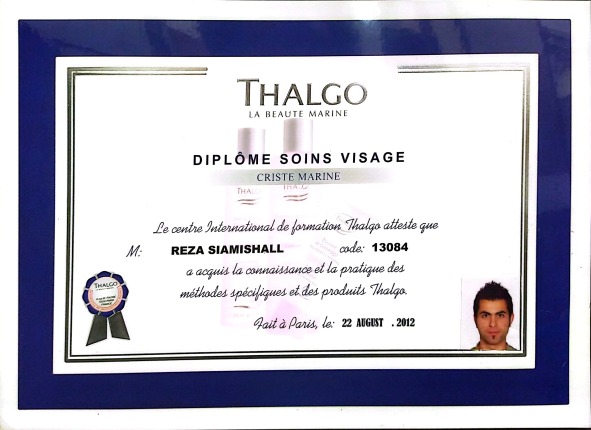 THALGO
LA BEAUTE MARINE
DIPLÔME SOINS VISAGE
CRISTE MARINE
Le centre International de formation Thalgo atteste que
M: REZA SIAMISHALL code: 13084
a acquis la connaissance et la pratique des
méthodes spécifiques et des produits Thalgo.
Fait à Paris, le: 22 AUGUST . 2012
THALGO